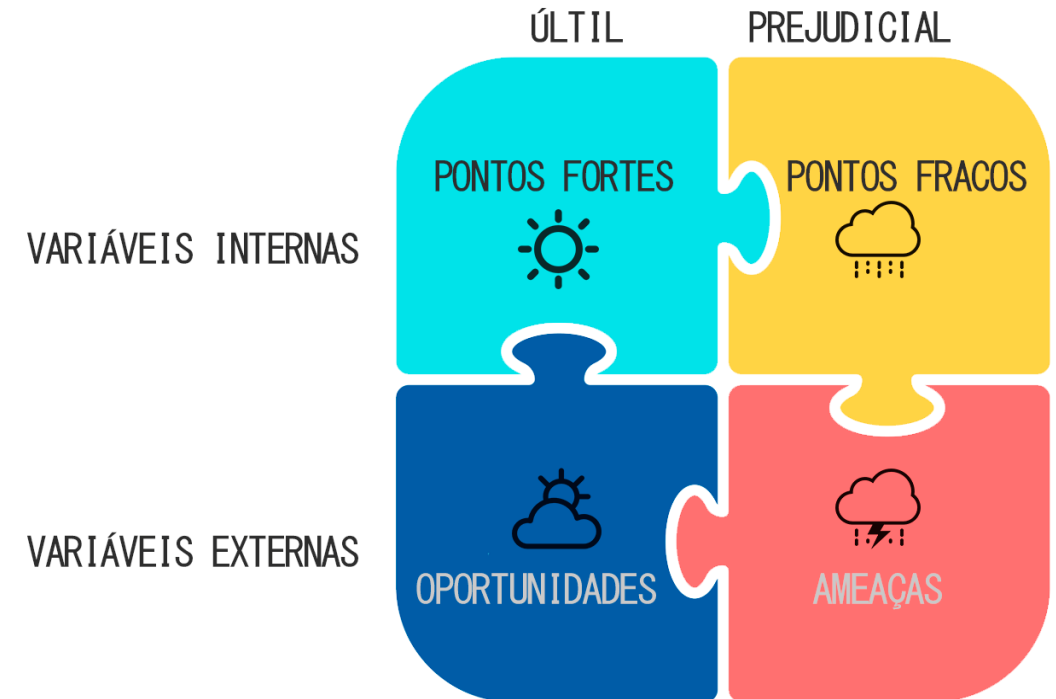 ÚLTIL
PREJUDICIAL
PONTOS FORTES
PONTOS FRACOS
VARIÁVEIS INTERNAS
VARIÁVEIS EXTERNAS
OPORTUNIDADES
AMEAÇAS